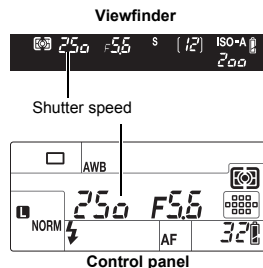 Viewfinder
250 F5.6 S [12] ISO-A
200
Shutter speed
AWB
L NORM 250 F5.6
AF 32
Control panel